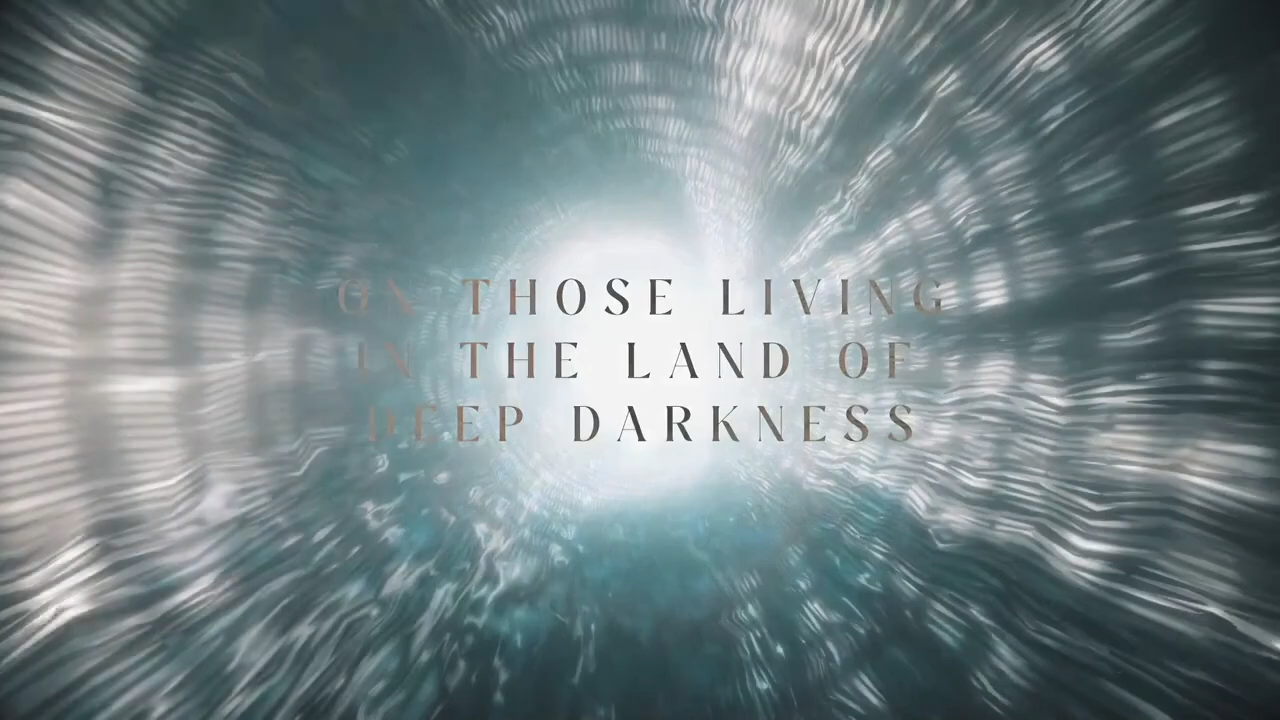 ON THOSE LIVING
IN THE LAND OF
DEEP DARKNESS